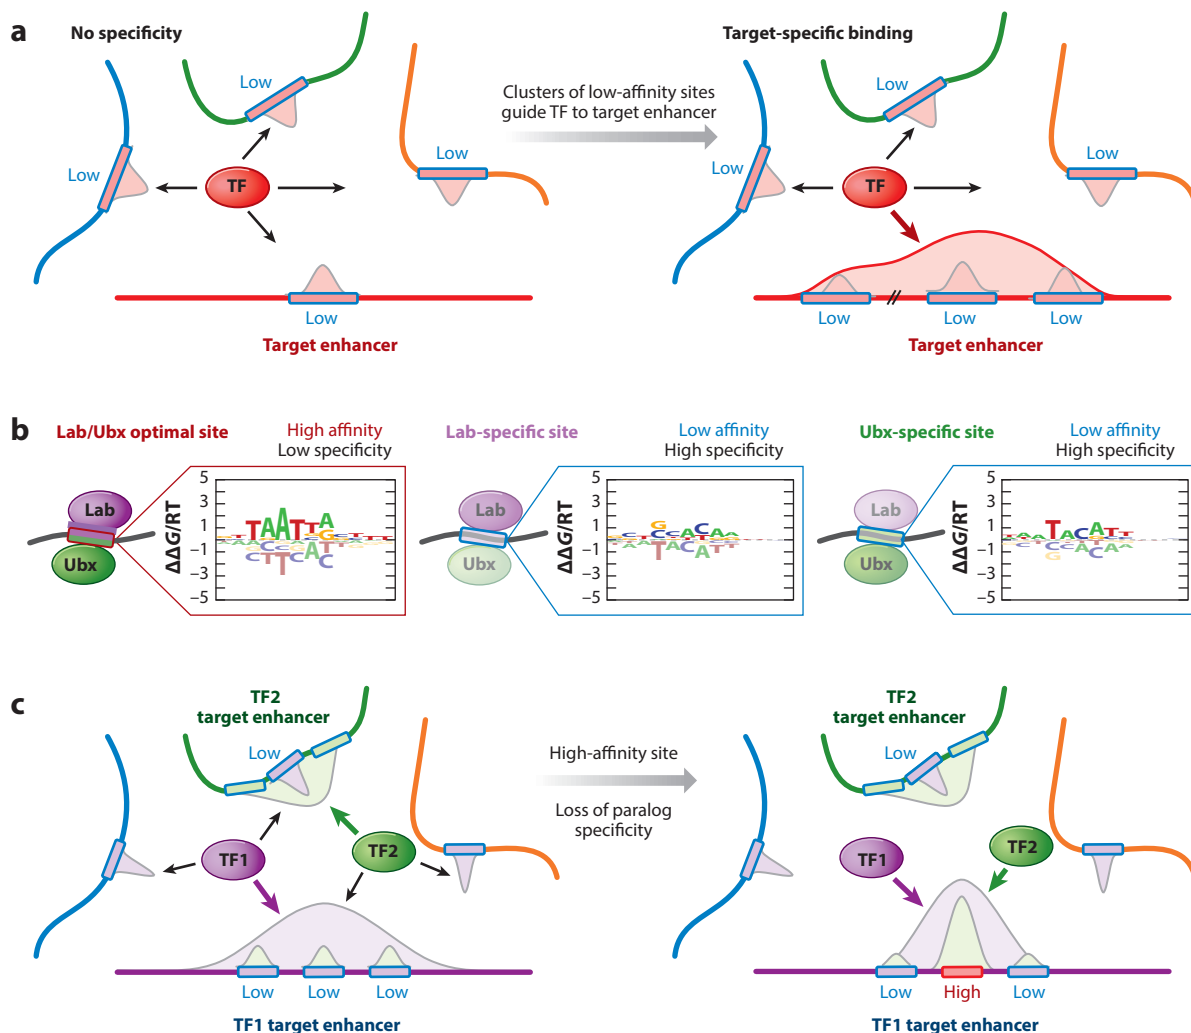 a
No specificity
Target-specific binding
Low
Low
Low
Low
TF
Clusters of low-affinity sites
guide TF to target enhancer
Low
Low
Low
TF
Low
Target enhancer
Low
Low
Low
Target enhancer
b
Lab/Ubx optimal site
High affinity
Low specificity
Lab
Ubx
ΔΔG/RT
5
3
1
−1
−3
−5
TAATTA
Lab-specific site
Low affinity
High specificity
Lab
Ubx
ΔΔG/RT
5
3
1
−1
−3
−5
Ubx-specific site
Low affinity
High specificity
Lab
Ubx
ΔΔG/RT
5
3
1
−1
−3
−5
TACATT
c
TF2
target enhancer
Low
TF1
TF2
Low
Low
Low
TF1 target enhancer
High-affinity site
Loss of paralog
specificity
TF2
target enhancer
Low
TF1
TF2
Low
High
Low
TF1 target enhancer